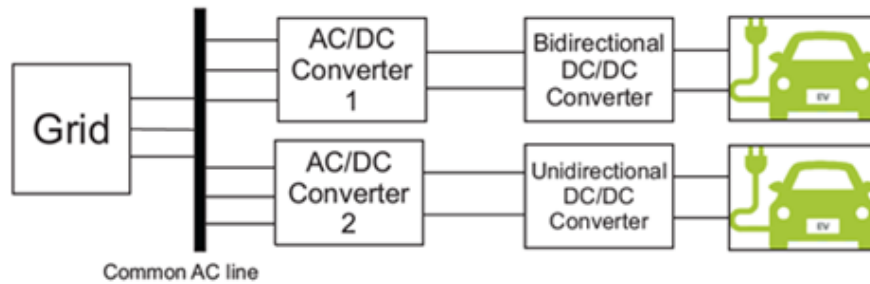 Grid
Common AC line
AC/DC
Converter
1
Bidirectional
DC/DC
Converter
EV
AC/DC
Converter
2
Unidirectional
DC/DC
Converter
EV